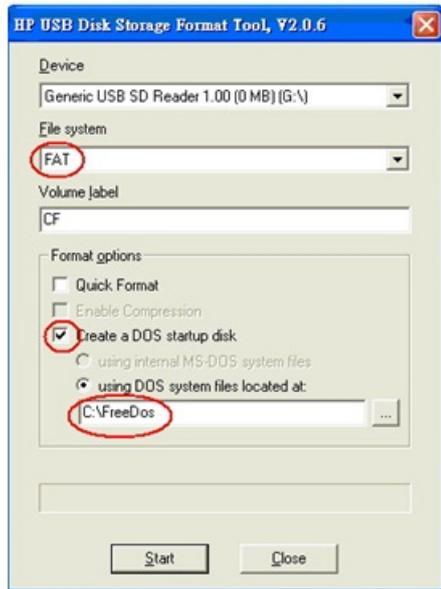 HP USB Disk Storage Format Tool, V2.0.6
Device
Generic USB SD Reader 1.00 (0 MB) (G:\)
File system
FAT
Volume label
CF
Format options
Quick Format
Enable Compression
Create a DOS startup disk
using internal MS-DOS system files
using DOS system files located at:
C:\FreeDos
...
Start
Close